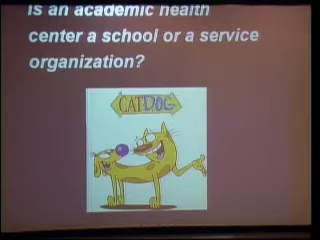 Is an academic health
center a school or a service
organization?
CATDOG